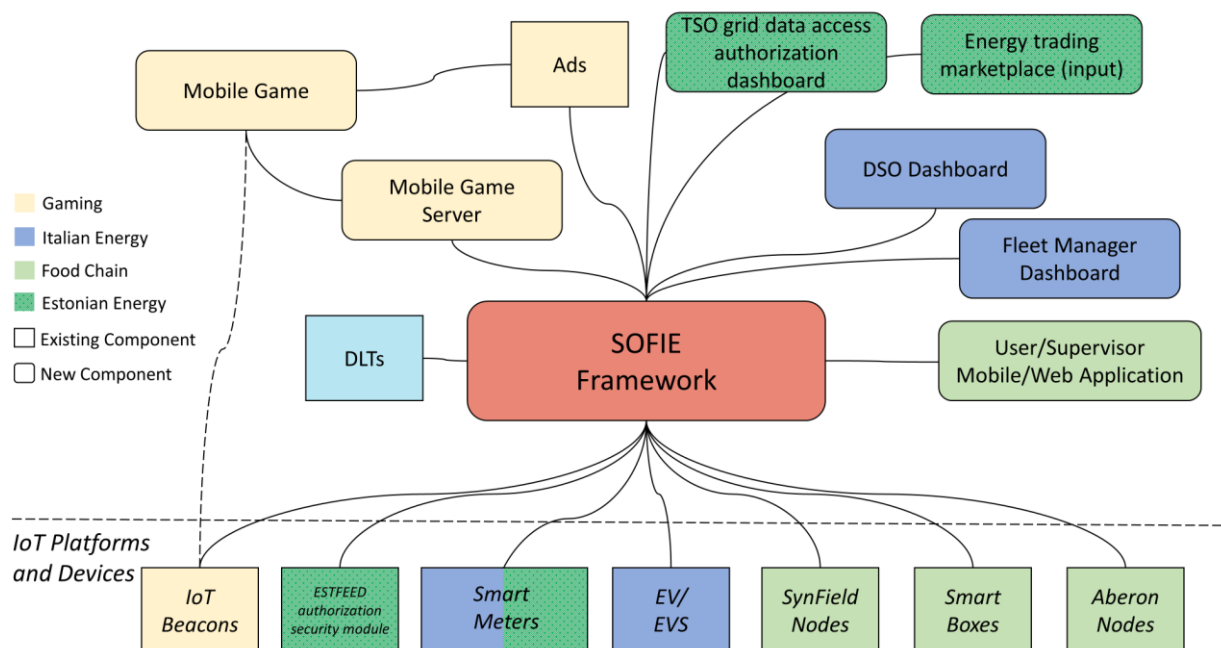 TSO grid data access
authorization
dashboard
Energy trading
marketplace (input)
Ads
Mobile Game
DSO Dashboard
Mobile Game
Server
Gaming
Italian Energy
Food Chain
Estonian Energy
Existing Component
New Component
Fleet Manager
Dashboard
DLTs
SOFIE
Framework
User/Supervisor
Mobile/Web Application
IoT Platforms
and Devices
IoT
Beacons
ESTFEED
authorization
security module
Smart
Meters
EV/
EVS
SynField
Nodes
Smart
Boxes
Aberon
Nodes